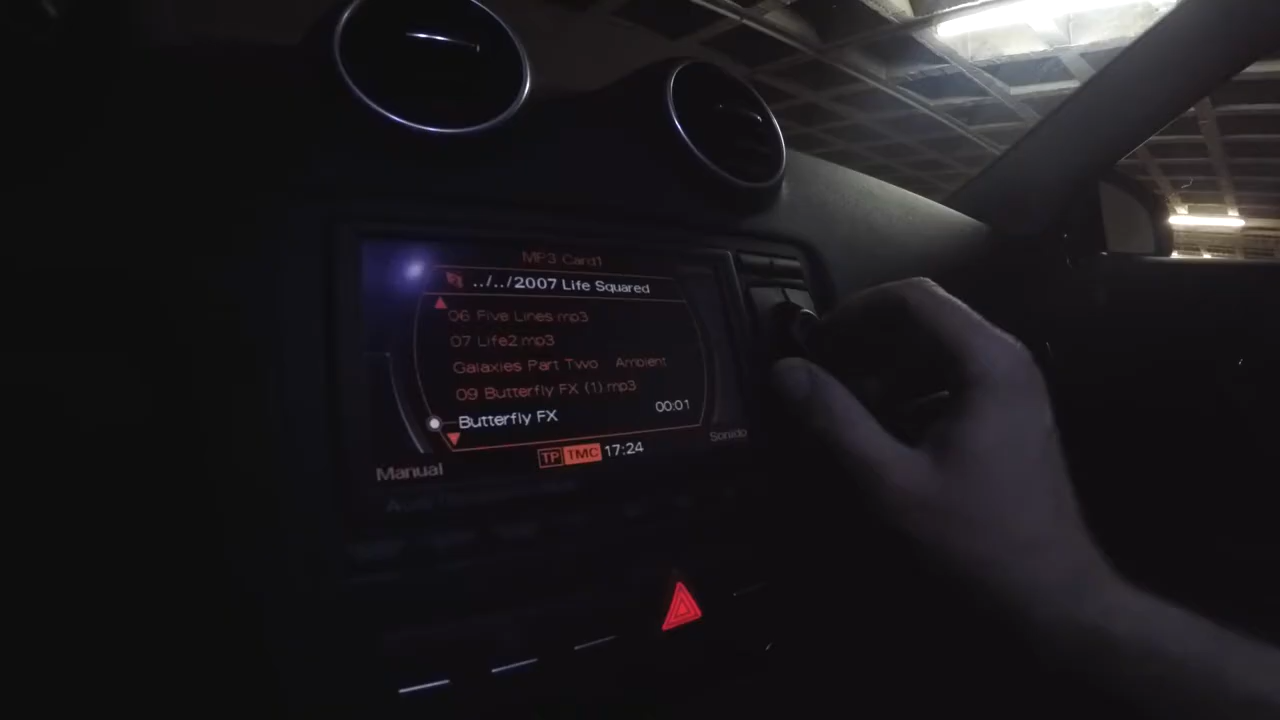 MP3 Card1
../../2007 Life Squared
06 Five Lines.mp3
07 Life2.mp3
Galaxies Part Two Ambient
09 Butterfly FX (1).mp3
Butterfly FX 00:01
Manual
TP TMC 17:24
Sonido
Audi